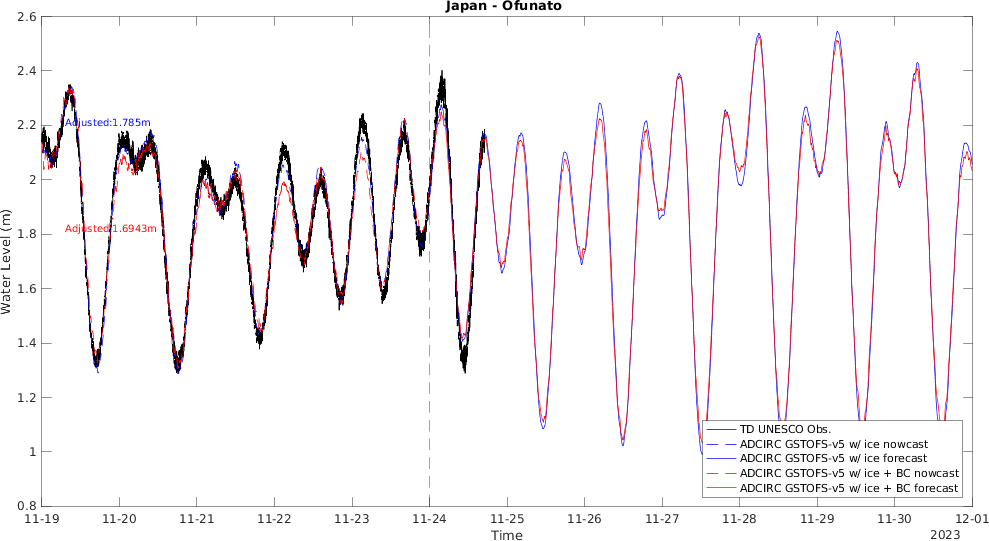 Japan - Ofunato
2.6
2.4
2.2
2
1.8
1.6
1.4
1.2
1
0.8
Water Level (m)
Adjusted:1.785m
Adjusted:1.6943m
TD UNESCO Obs.
ADCIRC GSTOFS-v5 w/ ice nowcast
ADCIRC GSTOFS-v5 w/ ice forecast
ADCIRC GSTOFS-v5 w/ ice + BC nowcast
ADCIRC GSTOFS-v5 w/ ice + BC forecast
11-19 11-20 11-21 11-22 11-23 11-24 11-25 11-26 11-27 11-28 11-29 11-30 12-01
Time
2023